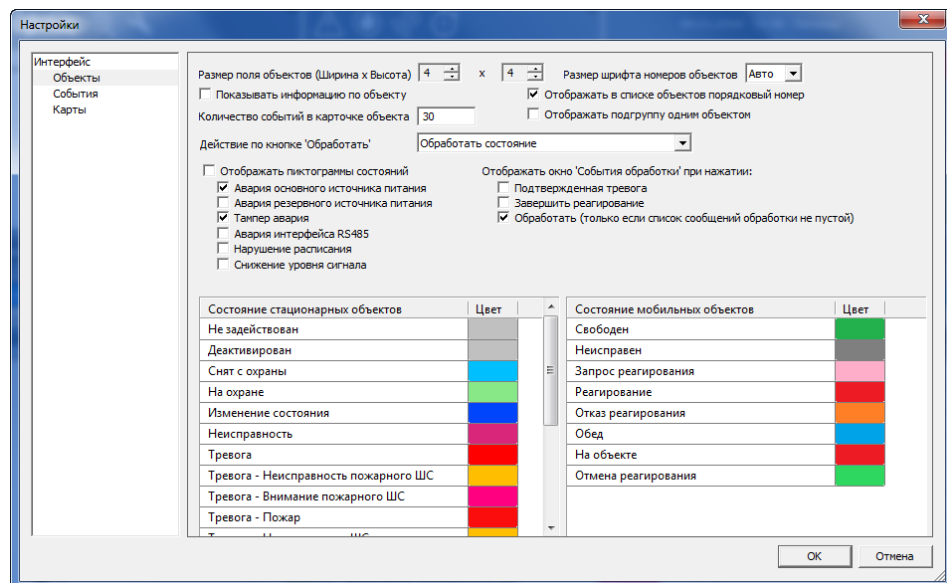 Настройки
Интерфейс
Объекты
События
Карты
Размер поля объектов (Ширина x Высота) 4 x 4 Размер шрифта номеров объектов Авто
Показывать информацию по объекту
Отображать в списке объектов порядковый номер
Количество событий в карточке объекта 30
Отображать подгруппу одним объектом
Действие по кнопке 'Обработать' Обработать состояние
Отображать пиктограммы состояний
Авария основного источника питания
Авария резервного источника питания
Тампер авария
Авария интерфейса RS485
Нарушение расписания
Снижение уровня сигнала
Отображать окно 'События обработки' при нажатии:
Подтвержденная тревога
Завершить реагирование
Обработать (только если список сообщений обработки не пустой)
Состояние стационарных объектов Цвет
Не задействован
Деактивирован
Снят с охраны
На охране
Изменение состояния
Неисправность
Тревога
Тревога - Неисправность пожарного ШС
Тревога - Внимание пожарного ШС
Тревога - Пожар
Состояние мобильных объектов Цвет
Свободен
Неисправен
Запрос реагирования
Реагирование
Отказ реагирования
Обед
На объекте
Отмена реагирования
OK Отмена